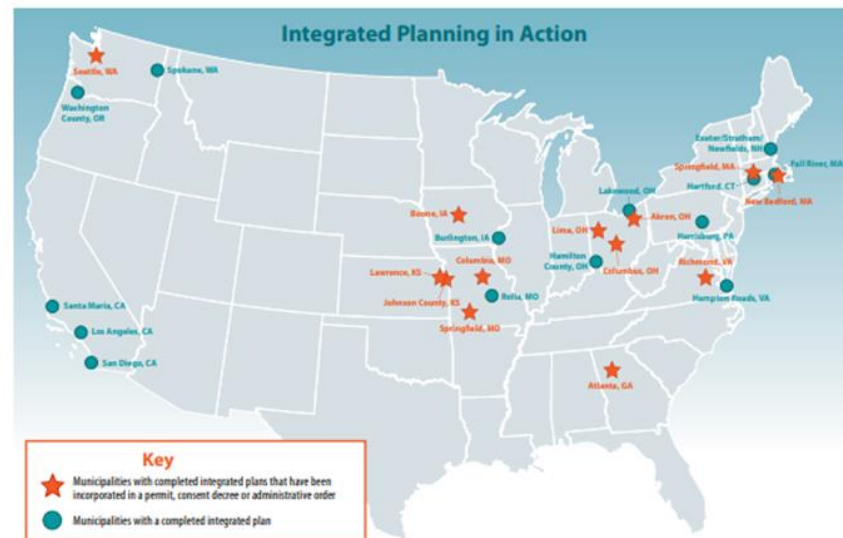 Integrated Planning in Action
Seattle, WA
Spokane, WA
Washington
County, OR
Exeter/Stratham/
Newfields, NH
Springfield, MA
Fall River, MA
Hartford, CT
New Bedford, MA
Lakewood, OH
Akron, OH
Boone, IA
Lima, OH
Burlington, IA
Harrisburg, PA
Columbia, MO
Hamilton
County, OH
Columbus, OH
Richmond, VA
Lawrence, KS
Johnson County, KS
Rolla, MO
Hampton Roads, VA
Springfield, MO
Santa Maria, CA
Los Angeles, CA
San Diego, CA
Atlanta, GA
Key
Municipalities with completed integrated plans that have been
incorporated in a permit, consent decree or administrative order
Municipalities with a completed integrated plan